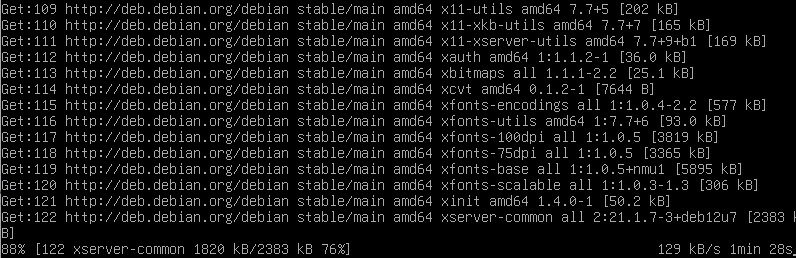 Get:109 http://deb.debian.org/debian stable/main amd64 x11-utils amd64 7.7+5 [202 kB]
Get:110 http://deb.debian.org/debian stable/main amd64 x11-xkb-utils amd64 7.7+7 [165 kB]
Get:111 http://deb.debian.org/debian stable/main amd64 x11-xserver-utils amd64 7.7+9+b1 [169 kB]
Get:112 http://deb.debian.org/debian stable/main amd64 xauth amd64 1:1.1.2-1 [36.0 kB]
Get:113 http://deb.debian.org/debian stable/main amd64 xbitmaps all 1.1.1-2.2 [25.1 kB]
Get:114 http://deb.debian.org/debian stable/main amd64 xcvt amd64 0.1.2-1 [7644 B]
Get:115 http://deb.debian.org/debian stable/main amd64 xfonts-encodings all 1:1.0.4-2.2 [577 kB]
Get:116 http://deb.debian.org/debian stable/main amd64 xfonts-utils amd64 1:7.7+6 [93.0 kB]
Get:117 http://deb.debian.org/debian stable/main amd64 xfonts-100dpi all 1:1.0.5 [3819 kB]
Get:118 http://deb.debian.org/debian stable/main amd64 xfonts-75dpi all 1:1.0.5 [3365 kB]
Get:119 http://deb.debian.org/debian stable/main amd64 xfonts-base all 1:1.0.5+nmu1 [5895 kB]
Get:120 http://deb.debian.org/debian stable/main amd64 xfonts-scalable all 1:1.0.3-1.3 [306 kB]
Get:121 http://deb.debian.org/debian stable/main amd64 xinit amd64 1.4.0-1 [50.2 kB]
Get:122 http://deb.debian.org/debian stable/main amd64 xserver-common all 2:21.1.7-3+deb12u7 [2383 k
B]
88% [122 xserver-common 1820 kB/2383 kB 76%] 129 kB/s 1min 28s